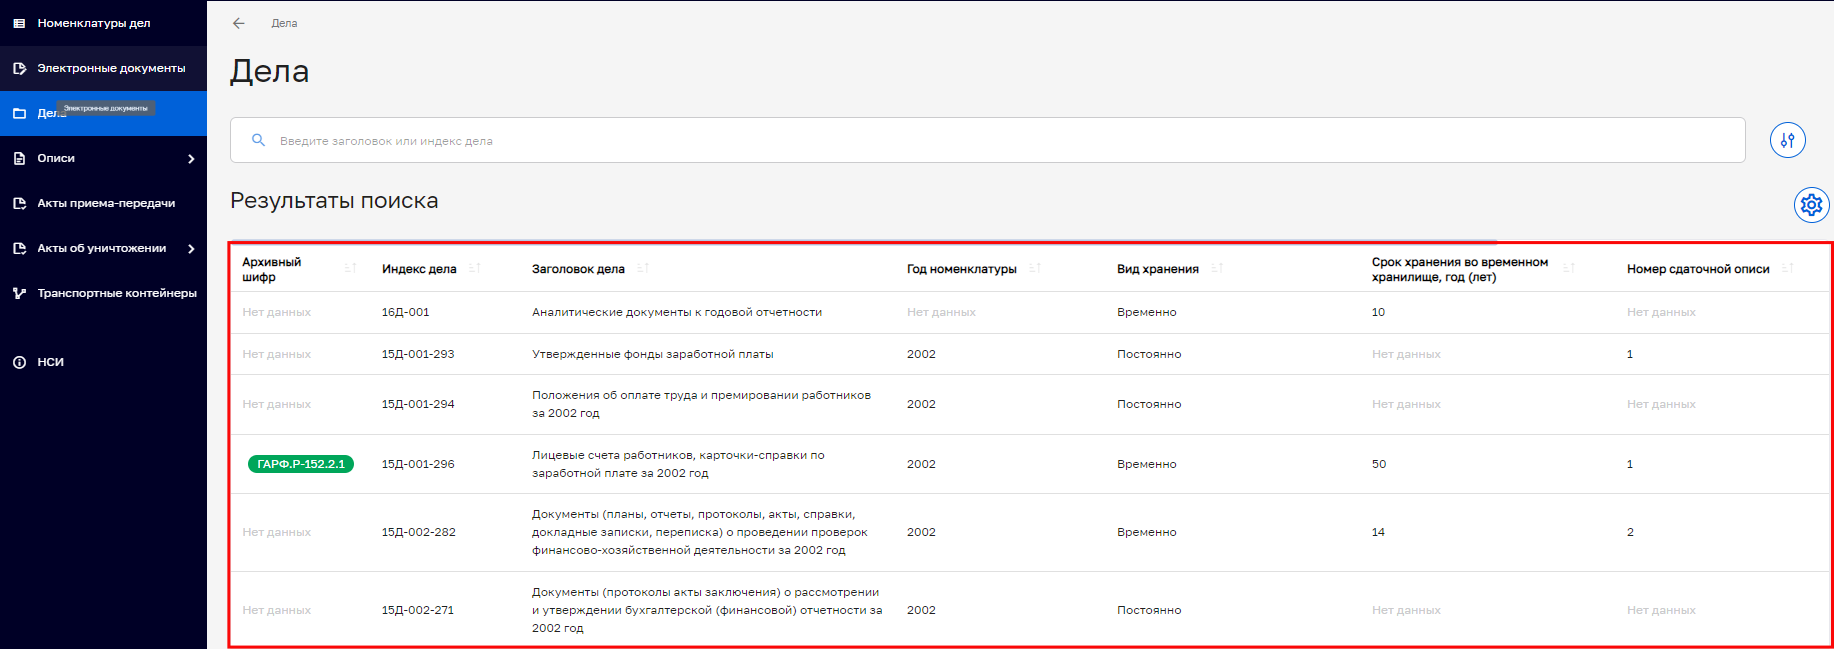 Номенклатуры дел
Электронные документы
Дела
Электронные документы
Описи
Акты приема-передачи
Акты об уничтожении
Транспортные контейнеры
НСИ
Дела
Дела
Введите заголовок или индекс дела
Результаты поиска
Архивный шифр Индекс дела Заголовок дела Год номенклатуры Вид хранения Срок хранения во временном хранилище, год (лет) Номер сдаточной описи
Нет данных 16Д-001 Аналитические документы к годовой отчетности Нет данных Временно 10 Нет данных
Нет данных 15Д-001-293 Утвержденные фонды заработной платы 2002 Постоянно Нет данных 1
Нет данных 15Д-001-294 Положения об оплате труда и премировании работников за 2002 год 2002 Постоянно Нет данных Нет данных
ГАРФ.Р-152.2.1 15Д-001-296 Лицевые счета работников, карточки-справки по заработной плате за 2002 год 2002 Временно 50 1
Нет данных 15Д-002-282 Документы (планы, отчеты, протоколы, акты, справки, докладные записки, переписка) о проведении проверок финансово-хозяйственной деятельности за 2002 год 2002 Временно 14 2
Нет данных 15Д-002-271 Документы (протоколы акты заключения) о рассмотрении и утверждении бухгалтерской (финансовой) отчетности за 2002 год 2002 Постоянно Нет данных Нет данных